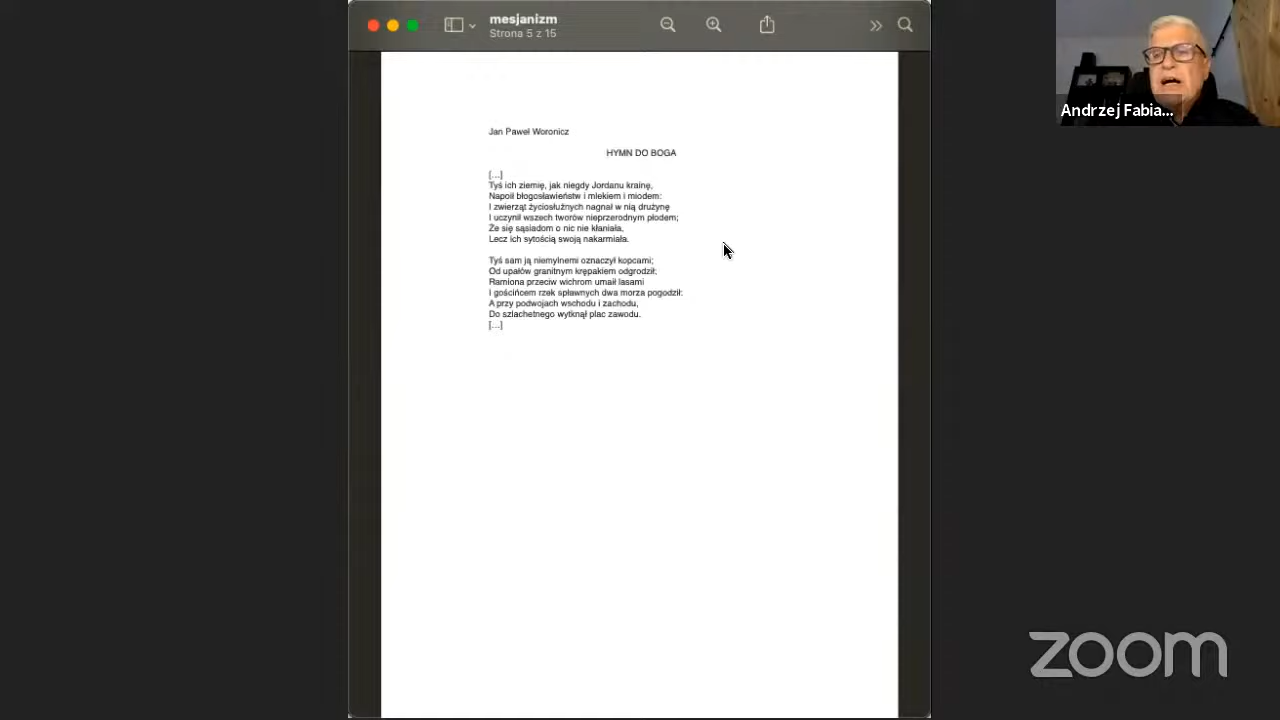 mesjanizm
Strona 5 z 15
Andrzej Fabia...
Jan Paweł Woronicz
HYMN DO BOGA
[...]
Tyś ich ziemię, jak niegdy Jordanu krainę,
Napoił błogosławieństw i mlekiem i miodem:
I zwierząt życiosłużnych nagnał w nią drużynę
I uczynił wszech tworów nieprzerodnym płodem;
Że się sąsiadom o nic nie kłaniała,
Lecz ich sytością swoją nakarmiała.
Tyś sam ją niemylnemi oznaczył kopcami;
Od upałów granitnym krępakiem odgrodził;
Ramiona przeciw wichrom umaił lasami
I gościńcem rzek spławnych dwa morza pogodził:
A przy podwojach wschodu i zachodu,
Do szlachetnego wytknął plac zawodu.
[...]
zoom